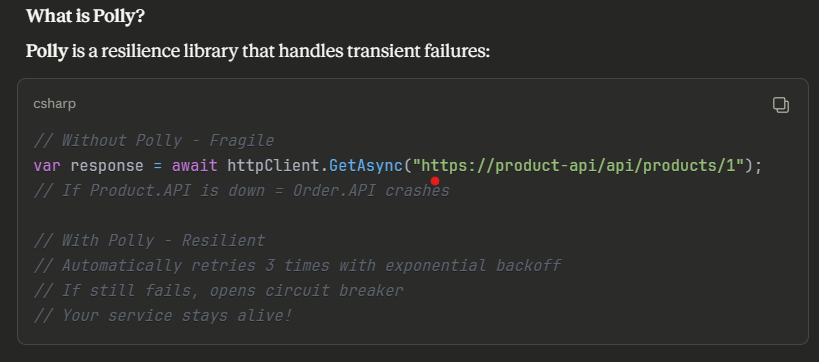 What is Polly?
Polly is a resilience library that handles transient failures:
csharp
// Without Polly - Fragile
var response = await httpClient.GetAsync("https://product-api/api/products/1");
// If Product.API is down = Order.API crashes
// With Polly - Resilient
// Automatically retries 3 times with exponential backoff
// If still fails, opens circuit breaker
// Your service stays alive!